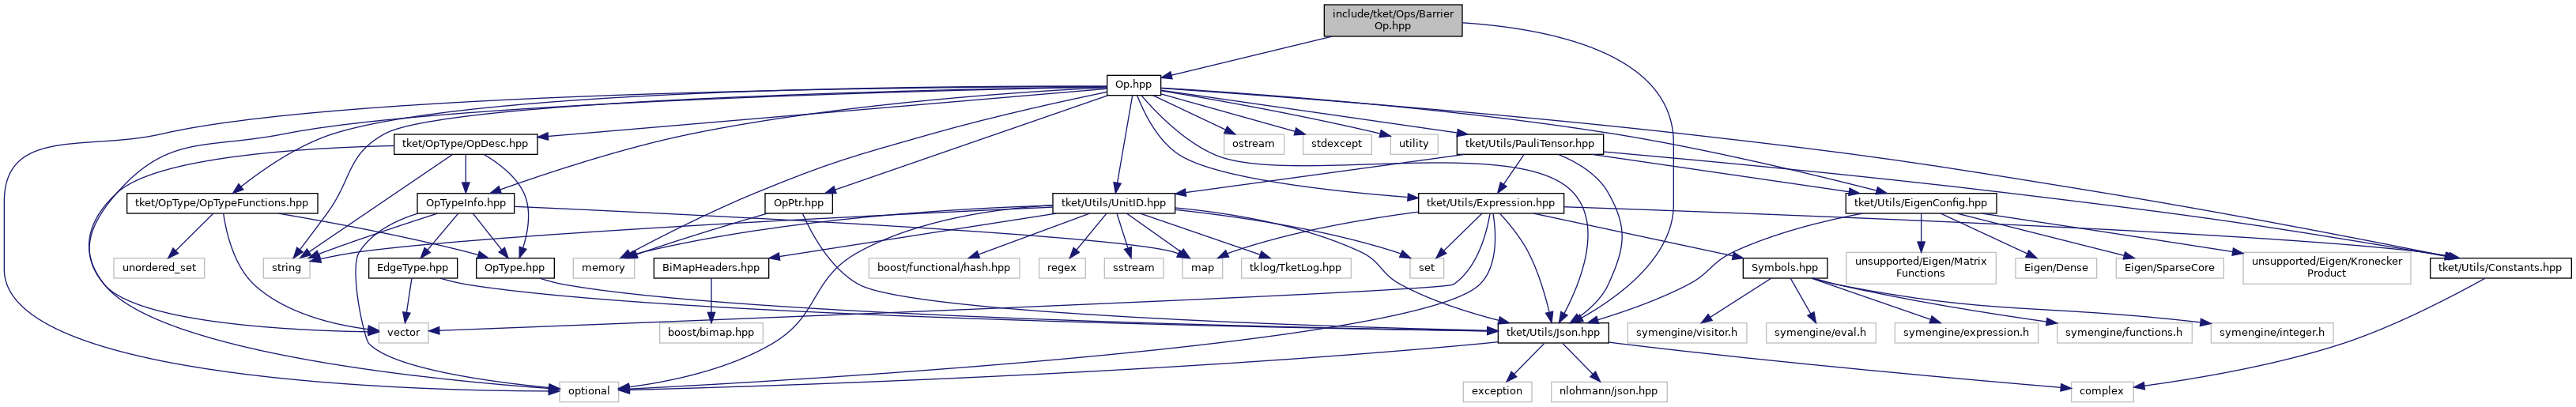 include/tket/Ops/Barrier
Op.hpp
Op.hpp
tket/OpType/OpDesc.hpp
ostream
stdexcept
utility
tket/Utils/PauliTensor.hpp
tket/OpType/OpTypeFunctions.hpp
OpTypeInfo.hpp
OpPtr.hpp
tket/Utils/UnitID.hpp
tket/Utils/Expression.hpp
tket/Utils/EigenConfig.hpp
unordered_set
string
EdgeType.hpp
OpType.hpp
memory
BiMapHeaders.hpp
boost/functional/hash.hpp
regex
sstream
map
tklog/TketLog.hpp
set
Symbols.hpp
unsupported/Eigen/Matrix
Functions
Eigen/Dense
Eigen/SparseCore
unsupported/Eigen/Kronecker
Product
tket/Utils/Constants.hpp
vector
boost/bimap.hpp
tket/Utils/Json.hpp
symengine/visitor.h
symengine/eval.h
symengine/expression.h
symengine/functions.h
symengine/integer.h
optional
exception
nlohmann/json.hpp
complex